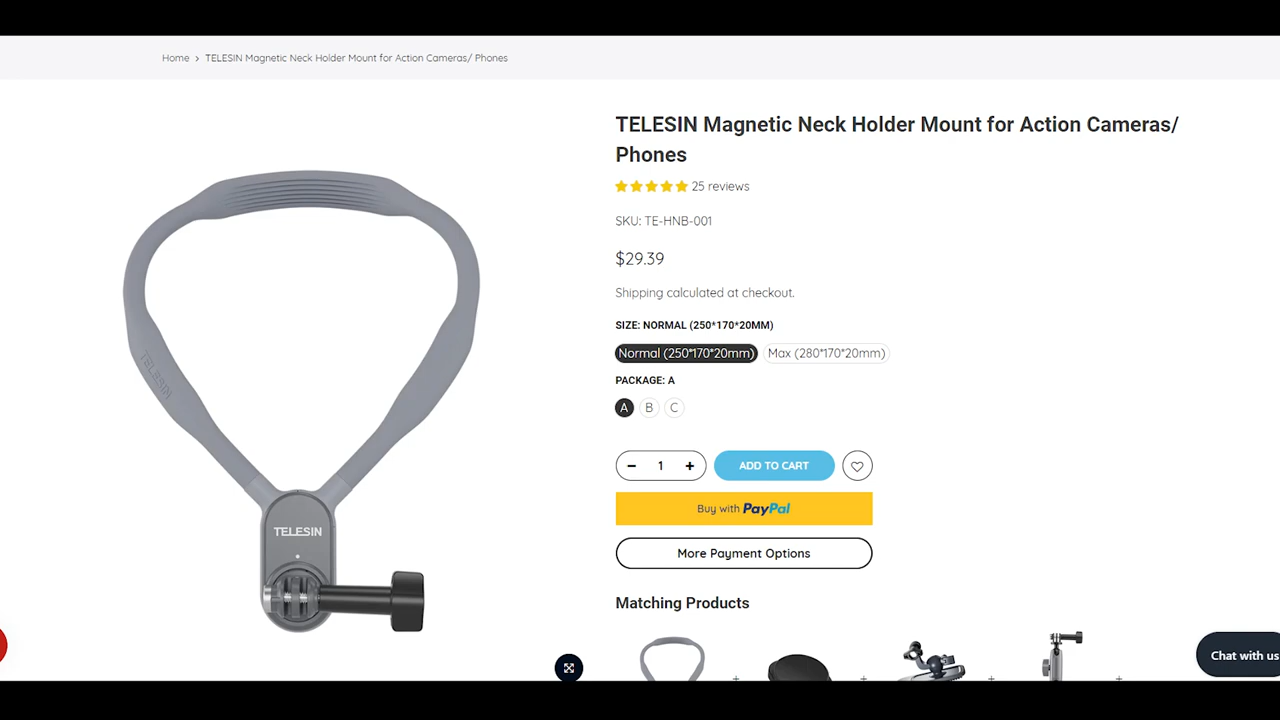 Home > TELESIN Magnetic Neck Holder Mount for Action Cameras/ Phones
TELESIN Magnetic Neck Holder Mount for Action Cameras/
Phones
25 reviews
SKU: TE-HNB-001
$29.39
Shipping calculated at checkout.
SIZE: NORMAL (250*170*20MM)
Normal (250*170*20mm) Max (280*170*20mm)
PACKAGE: A
A B C
− 1 + ADD TO CART
Buy with PayPal
More Payment Options
Matching Products
TELESIN
TELESIN
Chat with us